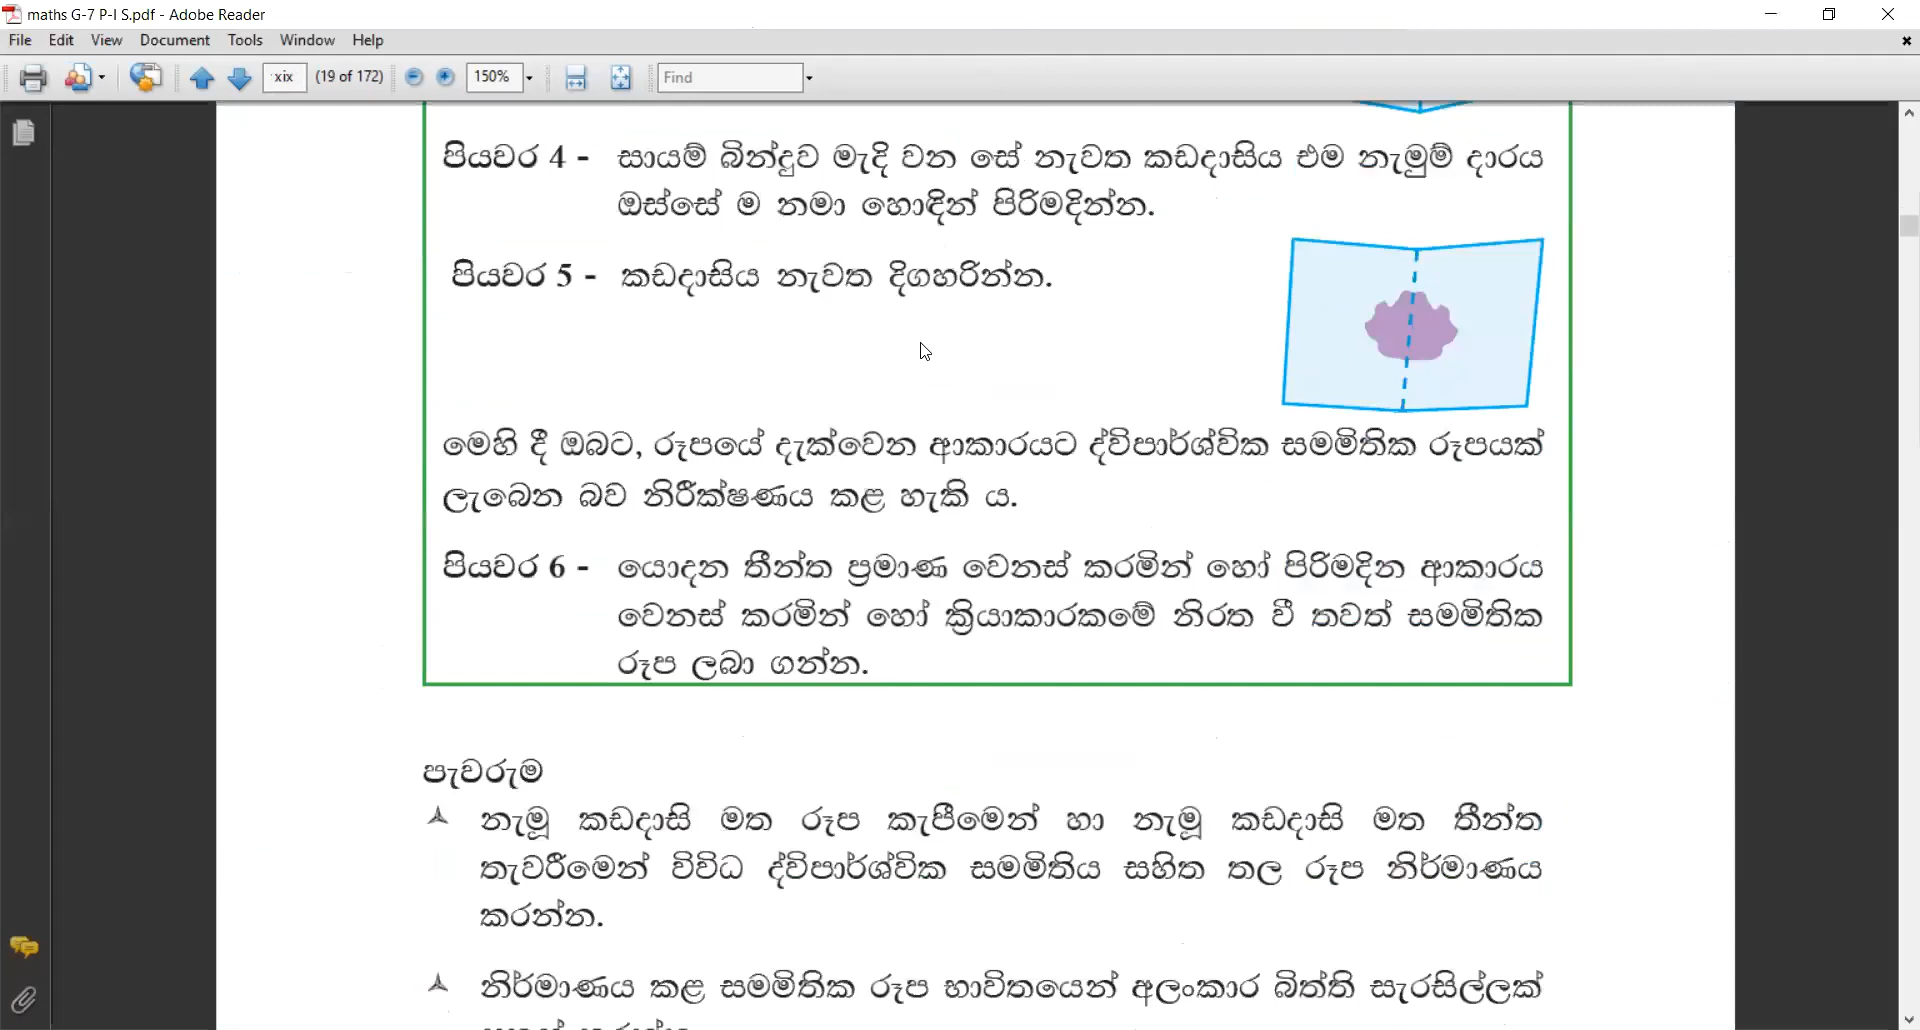 maths G-7 P-I S.pdf - Adobe Reader
File Edit View Document Tools Window Help
xix (19 of 172) 150% Find
පියවර 4 - සායම් බින්දුව මැදි වන සේ නැවත කඩදාසිය එම නැමුම් දාරය
ඔස්සේ ම නමා හොඳින් පිරිමදින්න.
පියවර 5 - කඩදාසිය නැවත දිගහරින්න.
මෙහි දී ඔබට, රූපයේ දැක්වෙන ආකාරයට ද්විපාර්ශ්වික සමමිතික රූපයක්
ලැබෙන බව නිරීක්ෂණය කළ හැකි ය.
පියවර 6 - යොදන තීන්ත ප්‍රමාණ වෙනස් කරමින් හෝ පිරිමදින ආකාරය
වෙනස් කරමින් හෝ ක්‍රියාකාරකමේ නිරත වී තවත් සමමිතික
රූප ලබා ගන්න.
පැවරුම
නැමූ කඩදාසි මත රූප කැපීමෙන් හා නැමූ කඩදාසි මත තීන්ත
තැවරීමෙන් විවිධ ද්විපාර්ශ්වික සමමිතිය සහිත තල රූප නිර්මාණය
කරන්න.
නිර්මාණය කළ සමමිතික රූප භාවිතයෙන් අලංකාර බිත්ති සැරසිල්ලක්